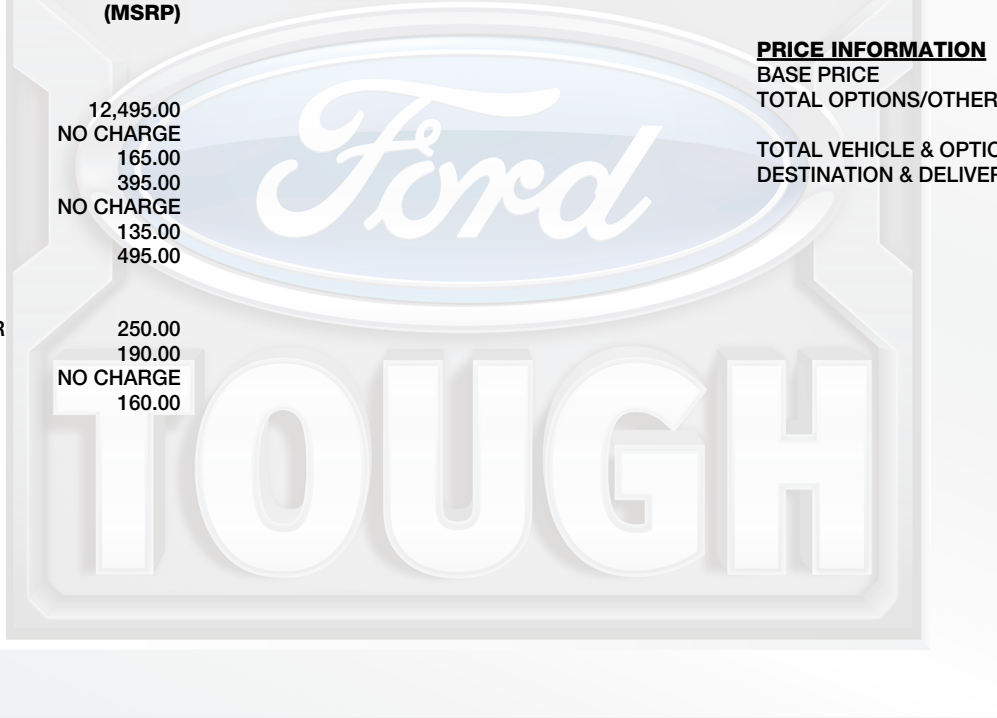 (MSRP)
12,495.00
NO CHARGE
165.00
395.00
NO CHARGE
135.00
495.00
R 250.00
190.00
NO CHARGE
160.00
PRICE INFORMATION
BASE PRICE
TOTAL OPTIONS/OTHER
TOTAL VEHICLE & OPTIO
DESTINATION & DELIVER
Ford
TOUGH